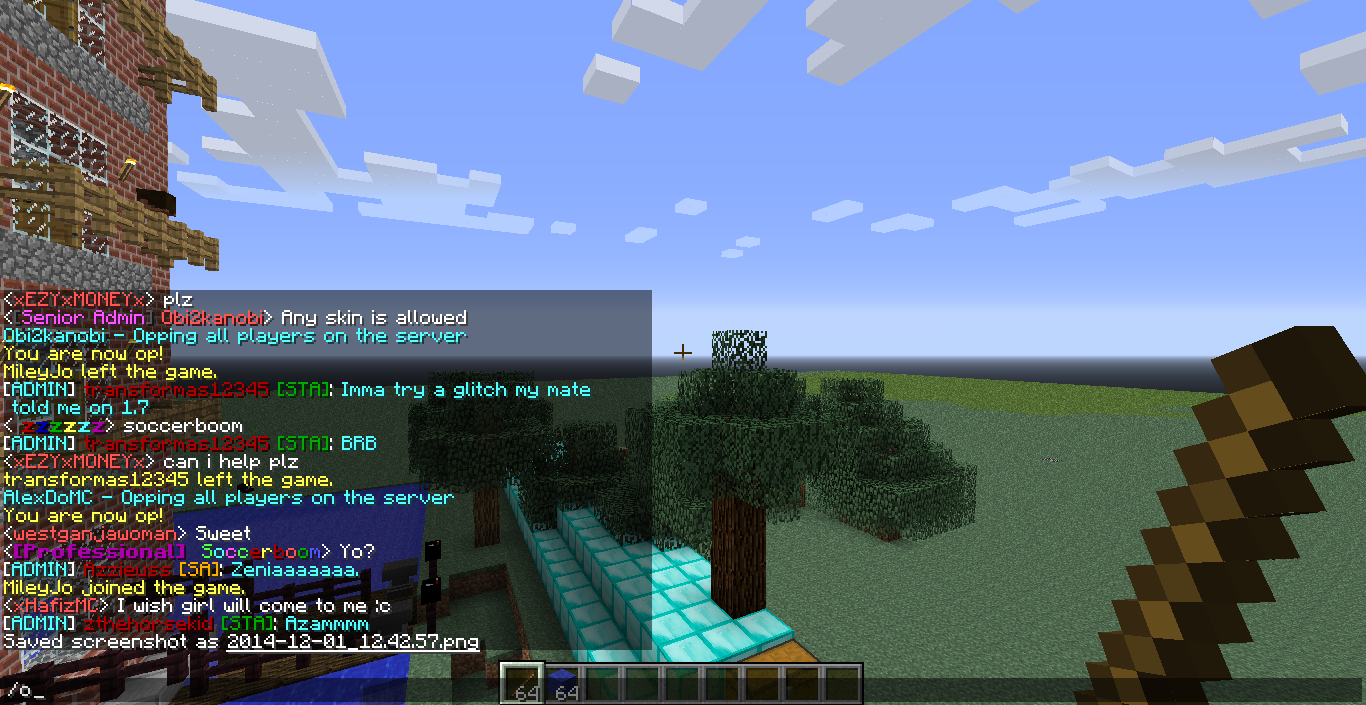 <xEZYxMONEYx> plz
<[Senior Admin] Obi2kanobi> Any skin is allowed
Obi2kanobi - Opping all players on the server
You are now op!
MileyJo left the game.
[ADMIN] transformas12345 [STA]: Imma try a glitch my mate
told me on 1.7
< zzzzzz> soccerboom
[ADMIN] transformas12345 [STA]: BRB
<xEZYxMONEYx> can i help plz
transformas12345 left the game.
AlexDoMC - Opping all players on the server
You are now op!
<westganjawoman> Sweet
<[Professional] Soccerboom> Yo?
[ADMIN] Azzieuss [SA]: Zeniaaaaaaa.
MileyJo joined the game.
<xHafizMC> I wish girl will come to me :c
[ADMIN] zthehorsekid [STA]: Azammmm
Saved screenshot as 2014-12-01_12.42.57.png
/o_
64 64